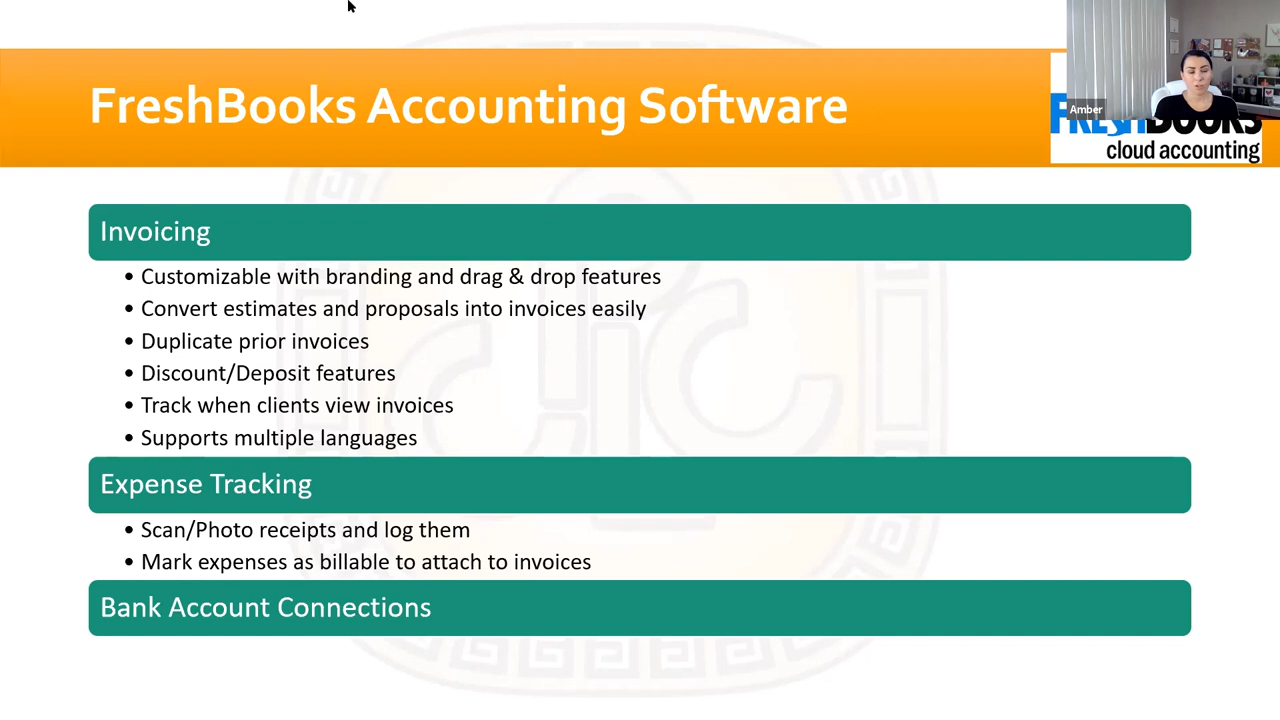 FreshBooks Accounting Software
Amber
cloud accounting
Invoicing
• Customizable with branding and drag & drop features
• Convert estimates and proposals into invoices easily
• Duplicate prior invoices
• Discount/Deposit features
• Track when clients view invoices
• Supports multiple languages
Expense Tracking
• Scan/Photo receipts and log them
• Mark expenses as billable to attach to invoices
Bank Account Connections